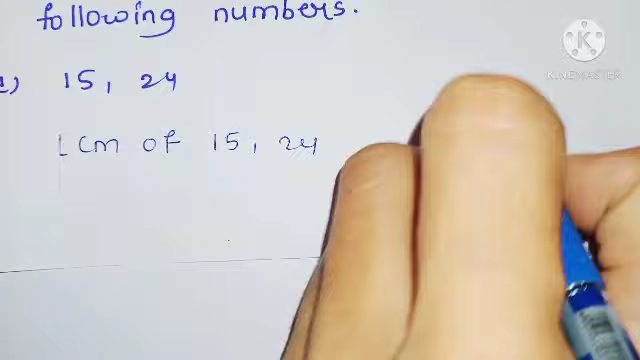 following numbers.
15, 24
LCM of 15, 24
KINEMASTER